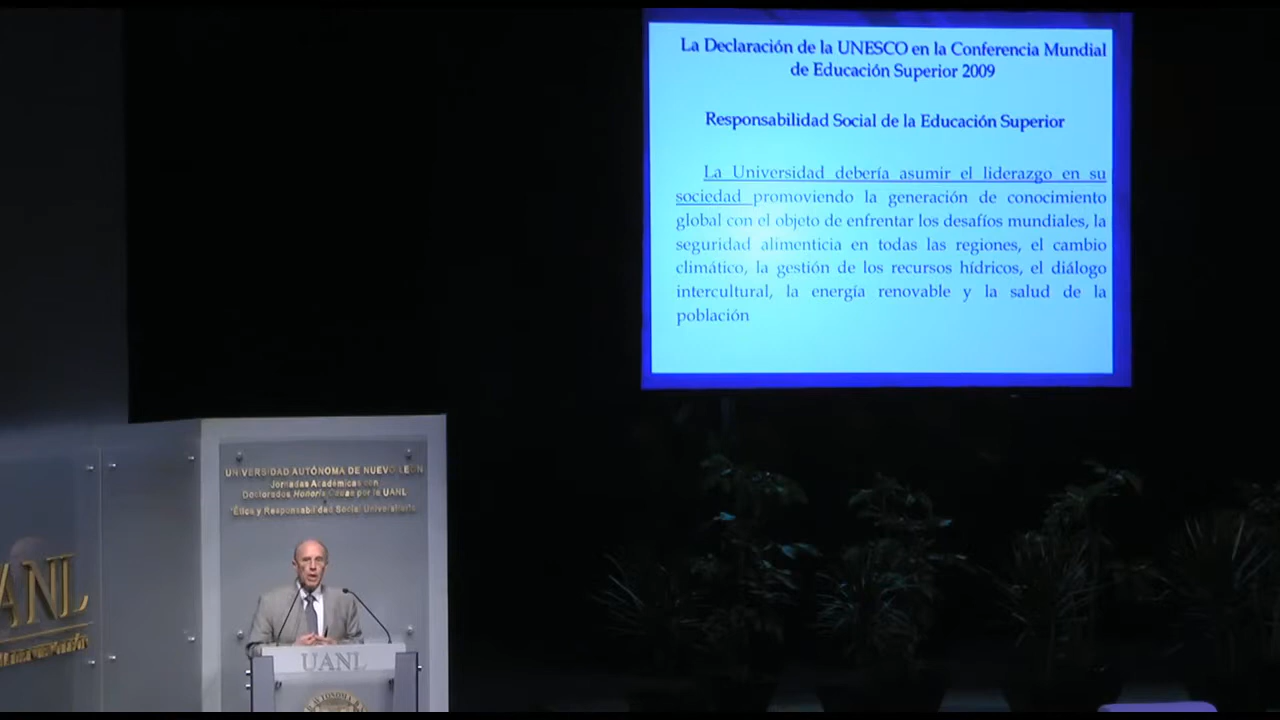 La Declaración de la UNESCO en la Conferencia Mundial
de Educación Superior 2009
Responsabilidad Social de la Educación Superior
La Universidad debería asumir el liderazgo en su
sociedad promoviendo la generación de conocimiento
global con el objeto de enfrentar los desafíos mundiales, la
seguridad alimenticia en todas las regiones, el cambio
climático, la gestión de los recursos hídricos, el diálogo
intercultural, la energía renovable y la salud de la
población
UNIVERSIDAD AUTÓNOMA DE NUEVO LEÓN
Jornadas Académicas con
Doctorados Honoris Causa por la UANL
"Ética y Responsabilidad Social Universitaria
ANL
UANL
AUTONOMA